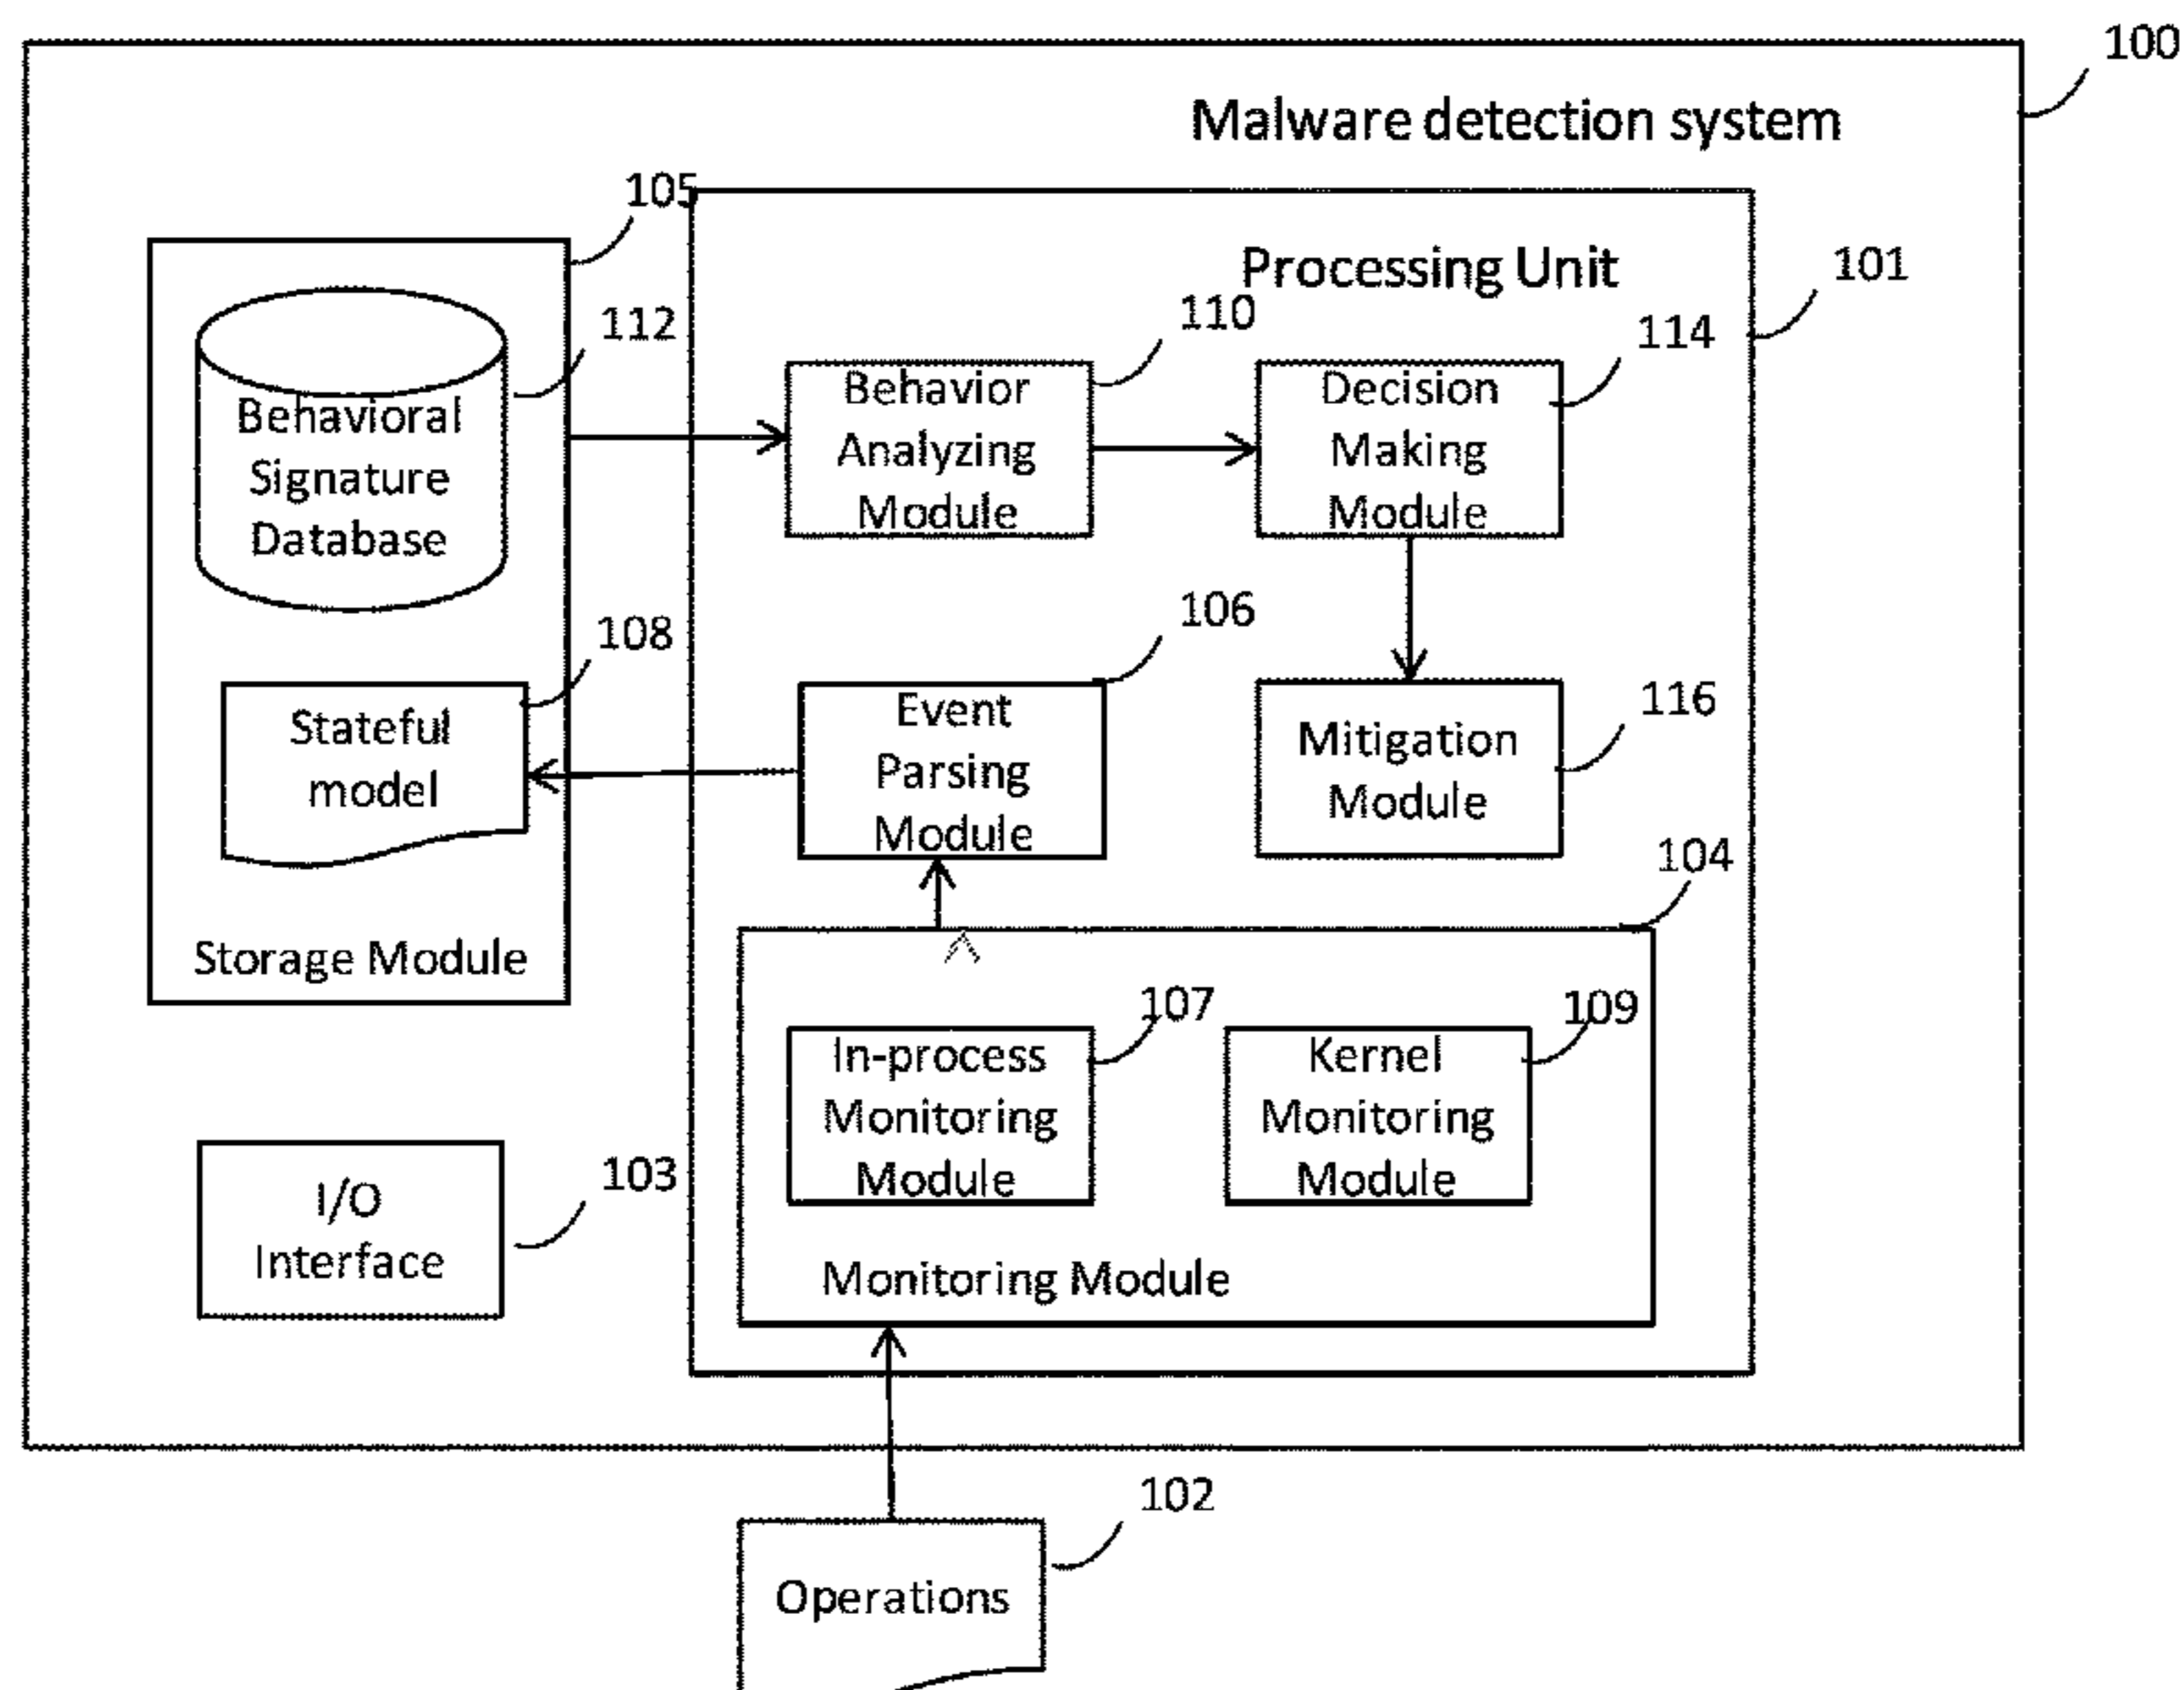 100
Malware detection system
105
Processing Unit
101
112
110
114
Behavioral
Signature
Database
Behavior
Analyzing
Module
Decision
Making
Module
108
106
116
Stateful
model
Event
Parsing
Module
Mitigation
Module
104
Storage Module
107
109
In-process
Monitoring
Module
Kernel
Monitoring
Module
103
I/O
Interface
Monitoring Module
102
Operations